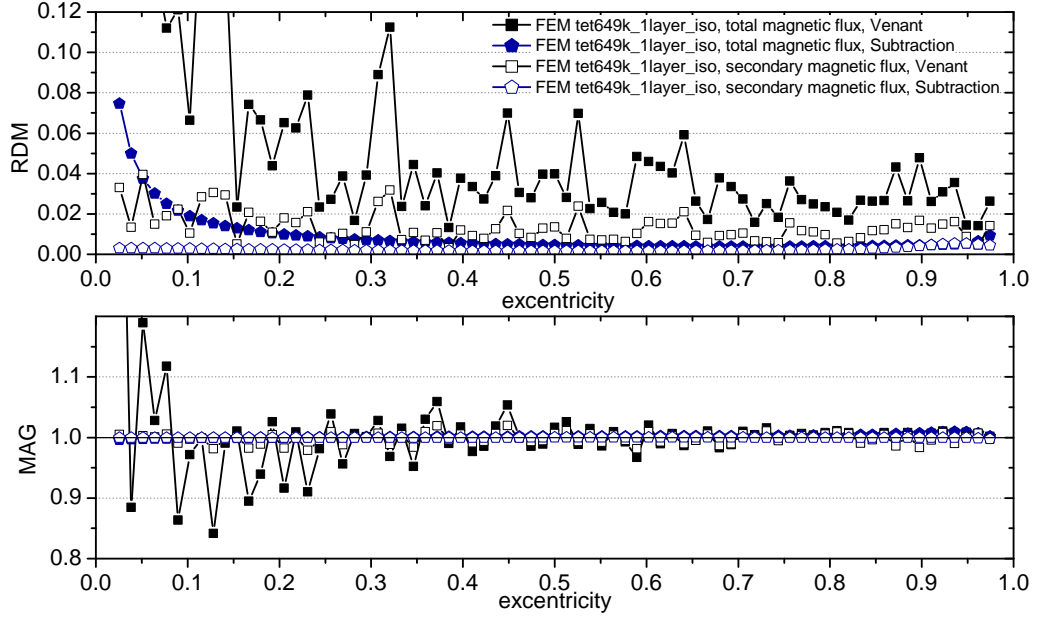 0.12
FEM tet649k_1layer_iso, total magnetic flux, Venant
FEM tet649k_1layer_iso, total magnetic flux, Subtraction
FEM tet649k_1layer_iso, secondary magnetic flux, Venant
FEM tet649k_1layer_iso, secondary magnetic flux, Subtraction
0.10
0.08
0.06
0.04
0.02
0.00
RDM
0.0 0.1 0.2 0.3 0.4 0.5 0.6 0.7 0.8 0.9 1.0
excentricity
1.1
1.0
0.9
0.8
MAG
0.0 0.1 0.2 0.3 0.4 0.5 0.6 0.7 0.8 0.9 1.0
excentricity